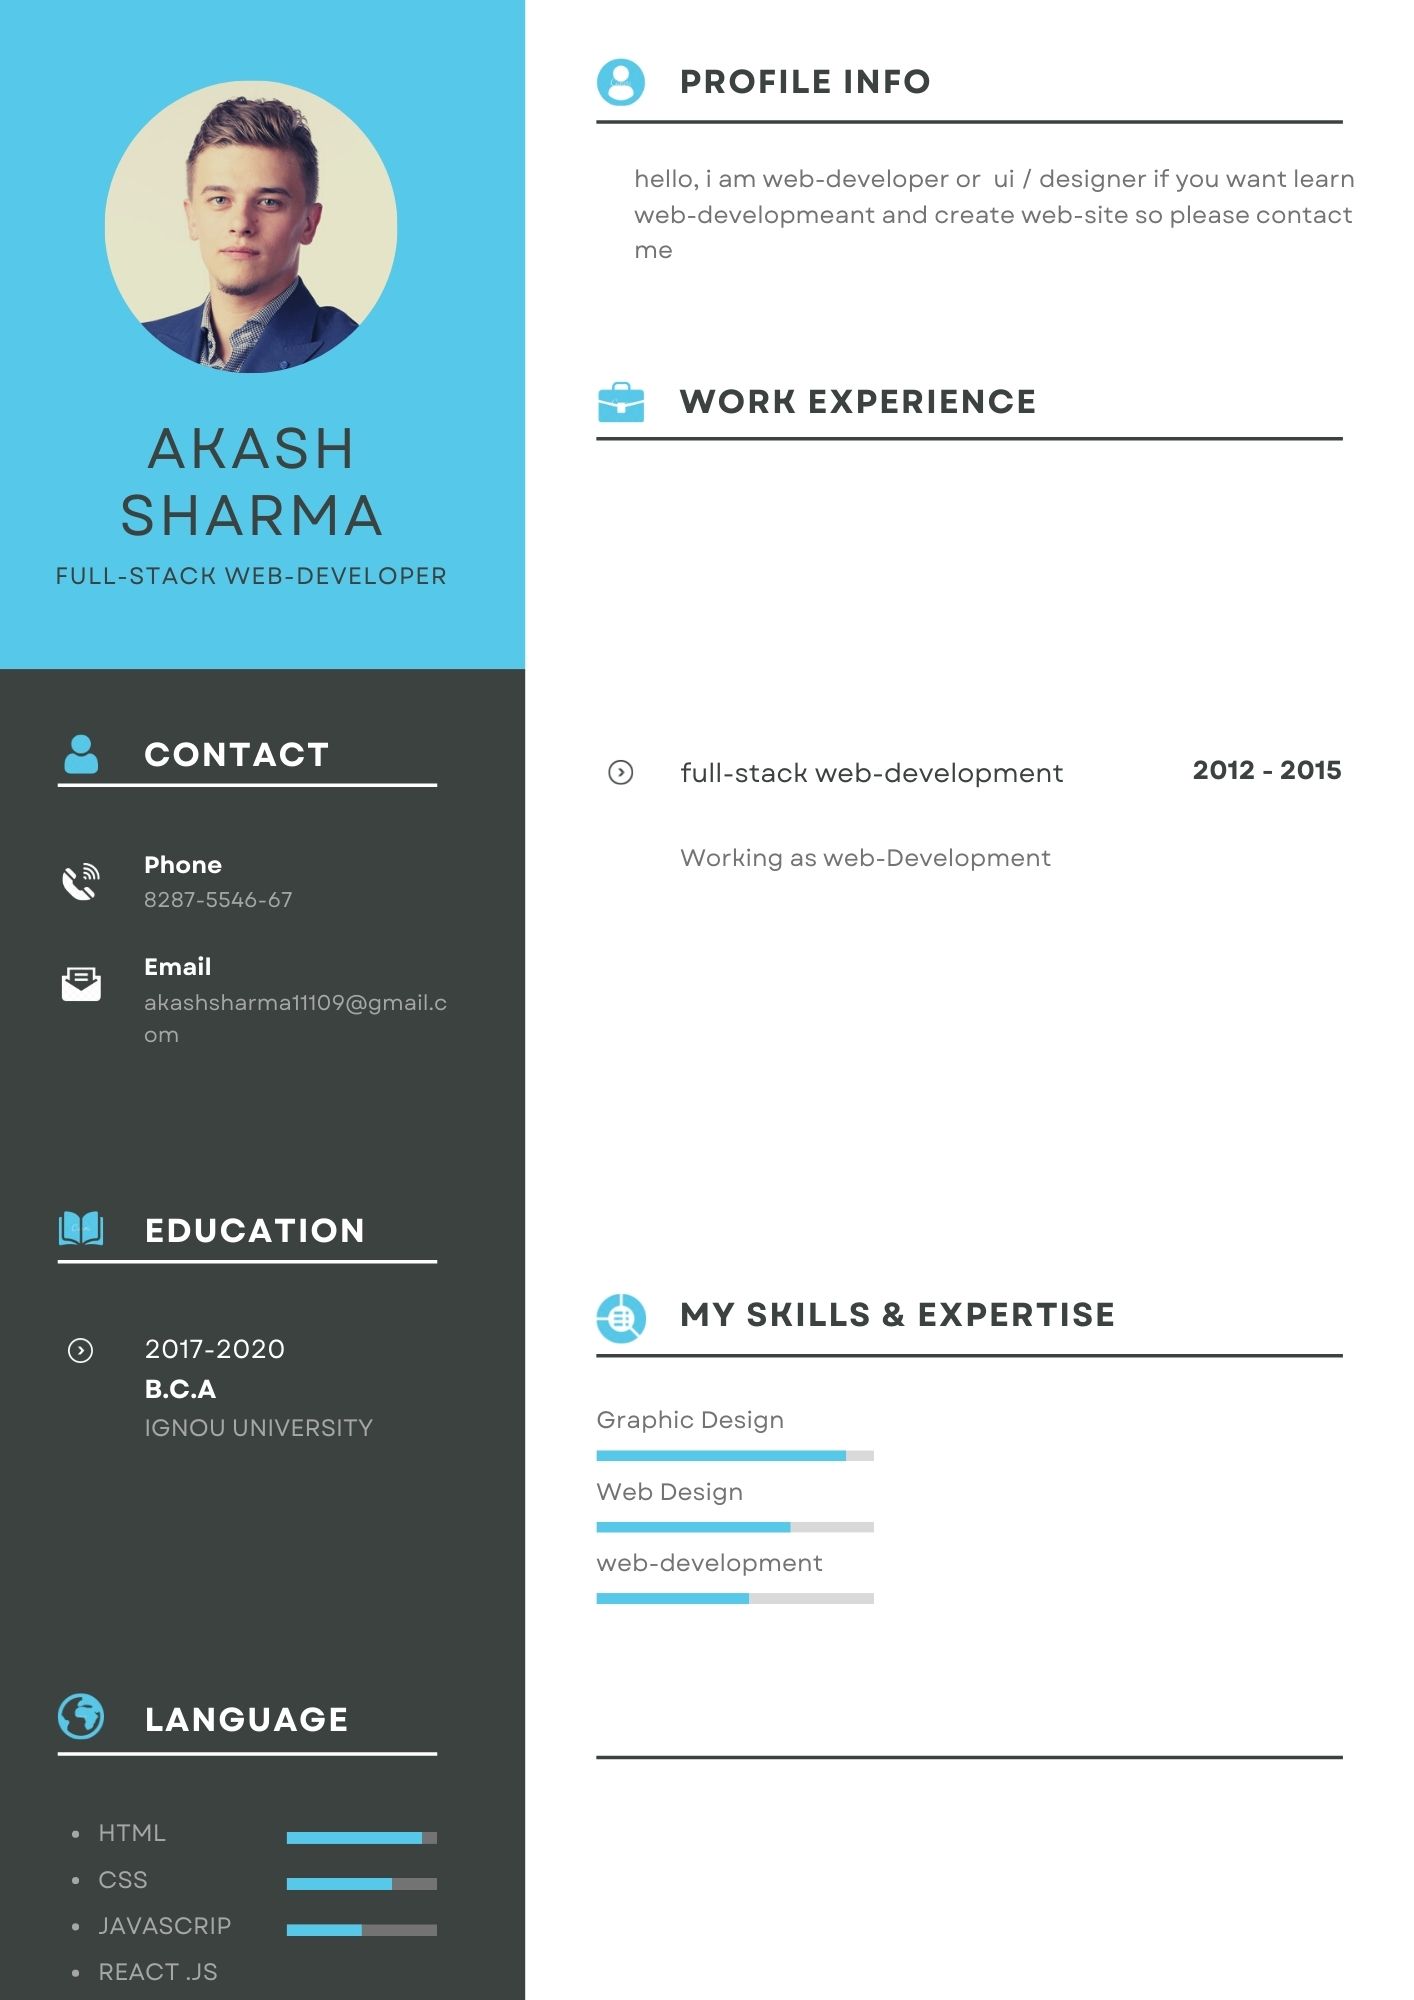 AKASH
SHARMA
FULL-STACK WEB-DEVELOPER
CONTACT
Phone
8287-5546-67
Email
akashsharma11109@gmail.c
om
EDUCATION
2017-2020
B.C.A
IGNOU UNIVERSITY
LANGUAGE
HTML
CSS
JAVASCRIP
REACT .JS
PROFILE INFO
hello, i am web-developer or  ui / designer if you want learn
web-developmeant and create web-site so please contact
me
WORK EXPERIENCE
full-stack web-development 2012 - 2015
Working as web-Development
MY SKILLS & EXPERTISE
Graphic Design
Web Design
web-development